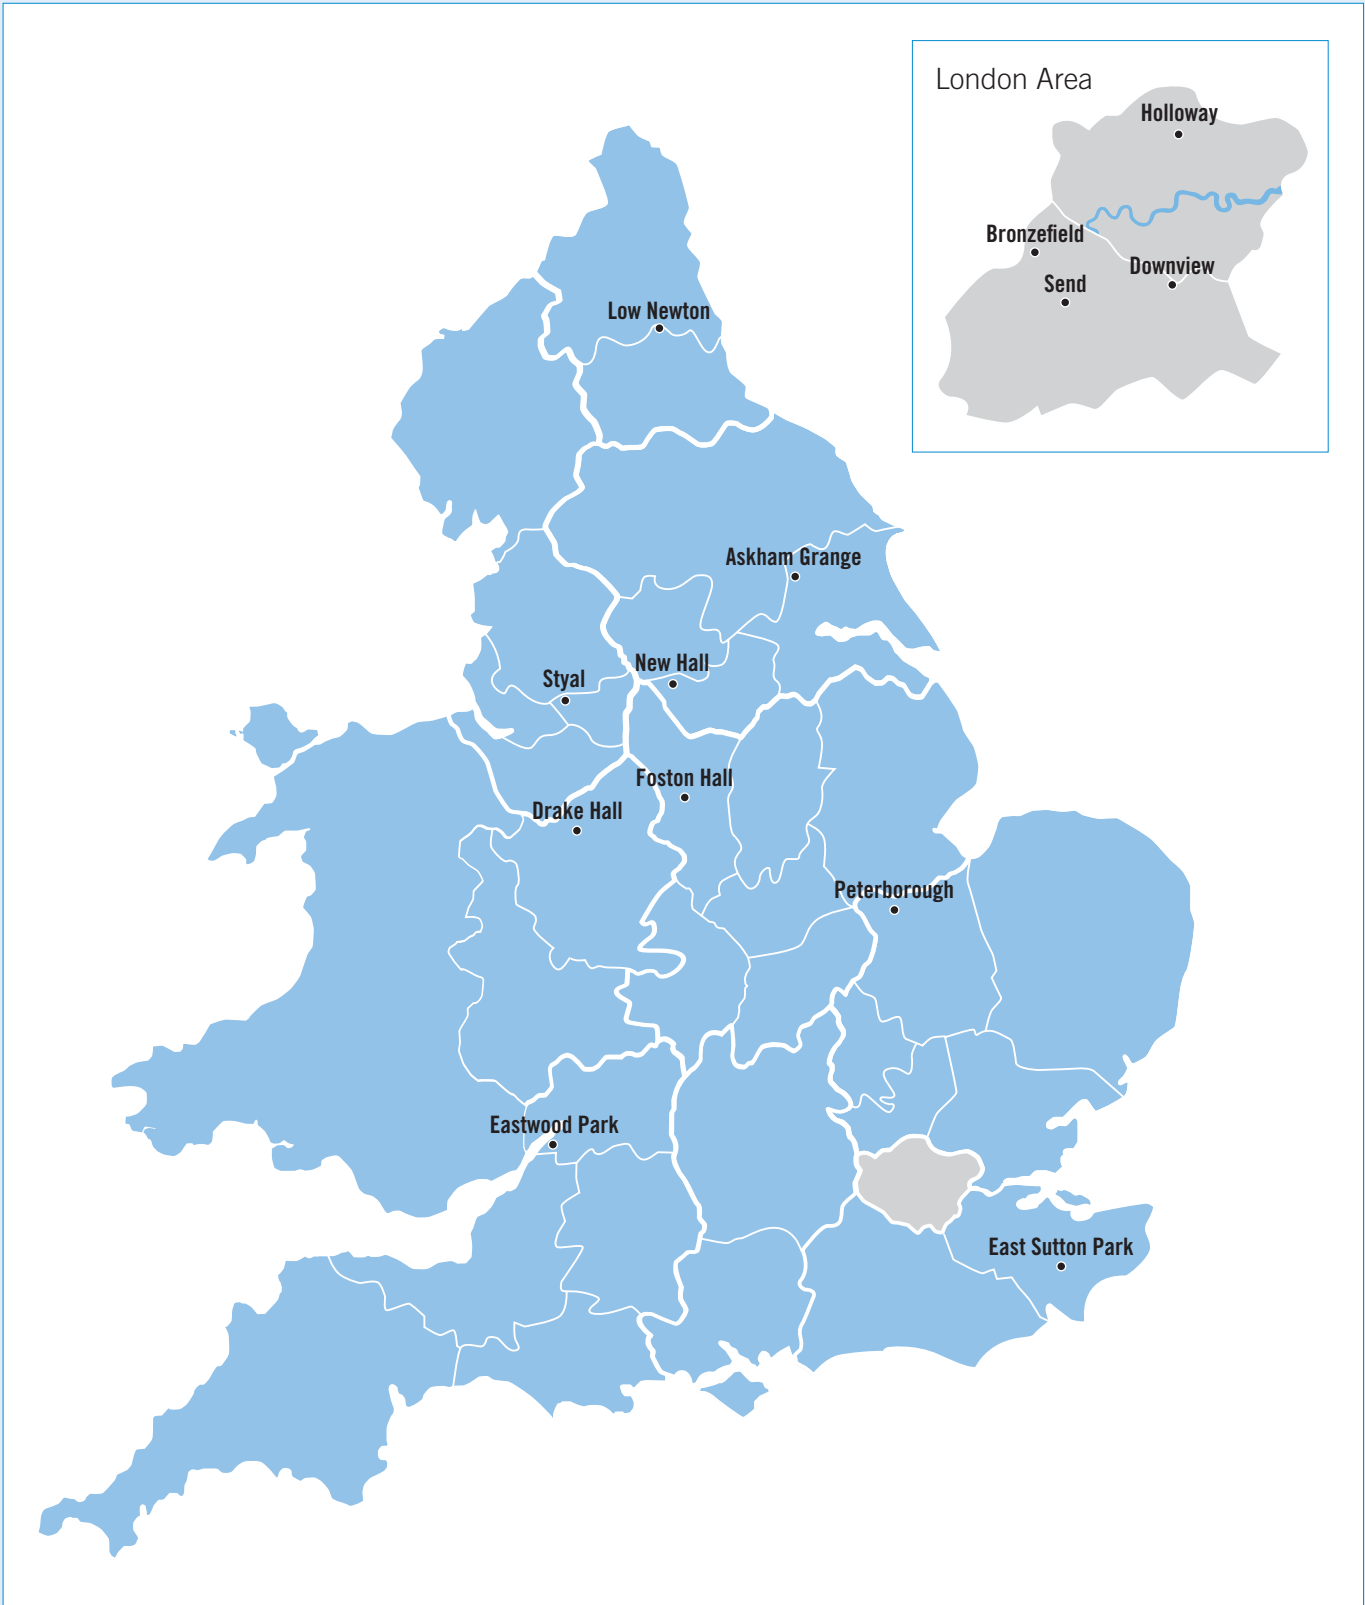 London Area
Holloway
Bronzefield
Downview
Send
Low Newton
Askham Grange
New Hall
Styal
Foston Hall
Drake Hall
Peterborough
Eastwood Park
East Sutton Park